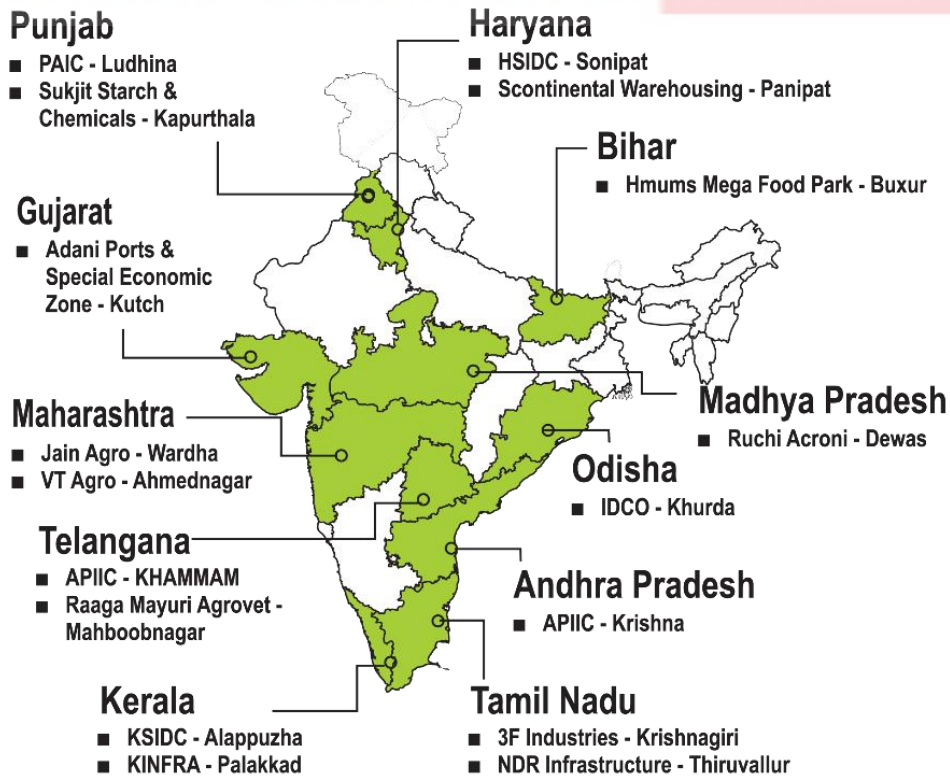 Punjab
■ PAIC - Ludhina
■ Sukjit Starch &
Chemicals - Kapurthala
Haryana
■ HSIDC - Sonipat
■ Scontinental Warehousing - Panipat
Bihar
■ Hmums Mega Food Park - Buxur
Gujarat
■ Adani Ports &
Special Economic
Zone - Kutch
Madhya Pradesh
■ Ruchi Acroni - Dewas
Maharashtra
■ Jain Agro - Wardha
■ VT Agro - Ahmednagar
Odisha
■ IDCO - Khurda
Telangana
■ APIIC - KHAMMAM
■ Raaga Mayuri Agrovet -
Mahboobnagar
Andhra Pradesh
■ APIIC - Krishna
Kerala
■ KSIDC - Alappuzha
■ KINFRA - Palakkad
Tamil Nadu
■ 3F Industries - Krishnagiri
■ NDR Infrastructure - Thiruvallur